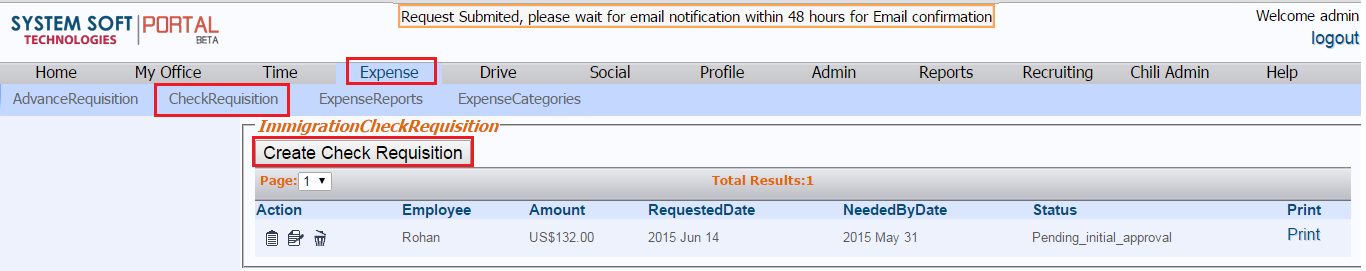 SYSTEM SOFT
TECHNOLOGIES
PORTAL
BETA
Request Submited, please wait for email notification within 48 hours for Email confirmation
Welcome admin
logout
Home My Office Time Expense Drive Social Profile Admin Reports Recruiting Chili Admin Help
AdvanceRequisition CheckRequisition ExpenseReports ExpenseCategories
ImmigrationCheckRequisition
Create Check Requisition
Page: 1 Total Results:1
Action Employee Amount RequestedDate NeededByDate Status Print
Rohan US$132.00 2015 Jun 14 2015 May 31 Pending_initial_approval Print